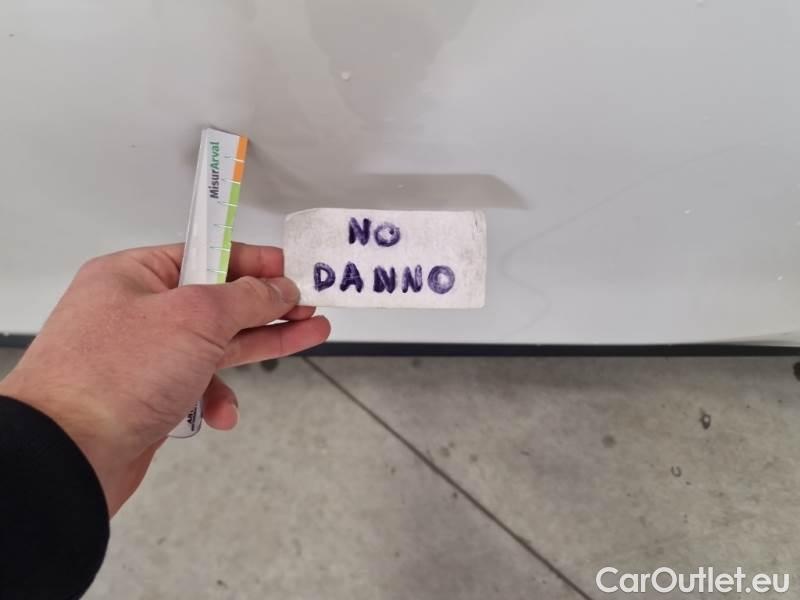 MisurArval
NO
DANNO
CarOutlet.eu